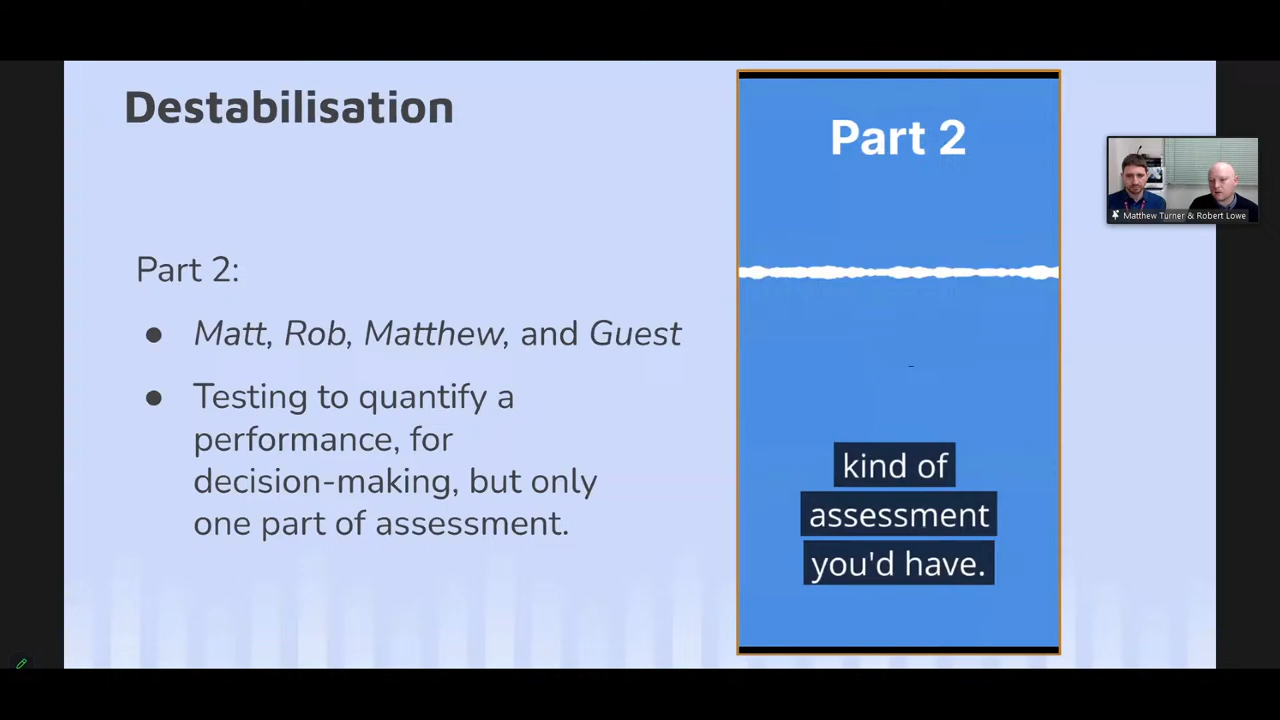 Destabilisation
Part 2:
● Matt, Rob, Matthew, and Guest
● Testing to quantify a
performance, for
decision-making, but only
one part of assessment.
Part 2
kind of
assessment
you'd have.
Matthew Turner & Robert Lowe